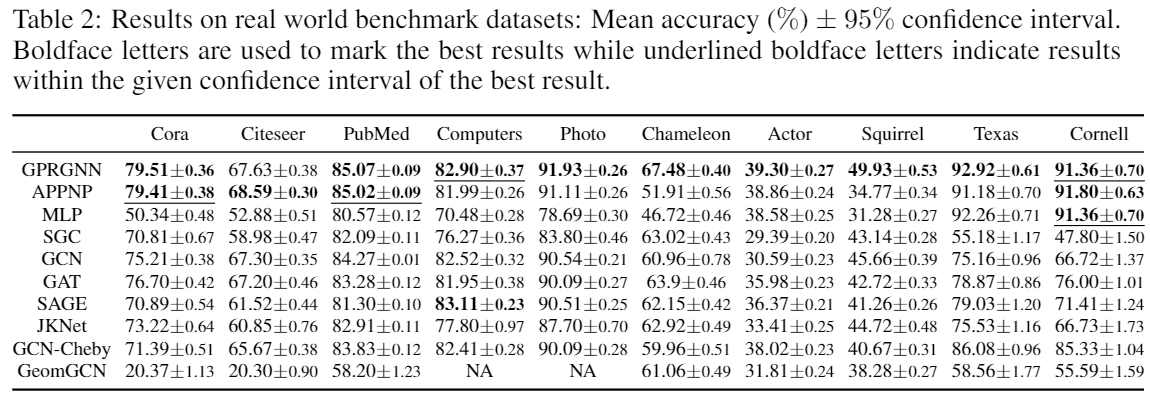 Table 2: Results on real world benchmark datasets: Mean accuracy (%) ± 95% confidence interval.
Boldface letters are used to mark the best results while underlined boldface letters indicate results
within the given confidence interval of the best result.
Cora Citeseer PubMed Computers Photo Chameleon Actor Squirrel Texas Cornell
GPRGNN 79.51±0.36 67.63±0.38 85.07±0.09 82.90±0.37 91.93±0.26 67.48±0.40 39.30±0.27 49.93±0.53 92.92±0.61 91.36±0.70
APPNP 79.41±0.38 68.59±0.30 85.02±0.09 81.99±0.26 91.11±0.26 51.91±0.56 38.86±0.24 34.77±0.34 91.18±0.70 91.80±0.63
MLP 50.34±0.48 52.88±0.51 80.57±0.12 70.48±0.28 78.69±0.30 46.72±0.46 38.58±0.25 31.28±0.27 92.26±0.71 91.36±0.70
SGC 70.81±0.67 58.98±0.47 82.09±0.11 76.27±0.36 83.80±0.46 63.02±0.43 29.39±0.20 43.14±0.28 55.18±1.17 47.80±1.50
GCN 75.21±0.38 67.30±0.35 84.27±0.01 82.52±0.32 90.54±0.21 60.96±0.78 30.59±0.23 45.66±0.39 75.16±0.96 66.72±1.37
GAT 76.70±0.42 67.20±0.46 83.28±0.12 81.95±0.38 90.09±0.27 63.9±0.46 35.98±0.23 42.72±0.33 78.87±0.86 76.00±1.01
SAGE 70.89±0.54 61.52±0.44 81.30±0.10 83.11±0.23 90.51±0.25 62.15±0.42 36.37±0.21 41.26±0.26 79.03±1.20 71.41±1.24
JKNet 73.22±0.64 60.85±0.76 82.91±0.11 77.80±0.97 87.70±0.70 62.92±0.49 33.41±0.25 44.72±0.48 75.53±1.16 66.73±1.73
GCN-Cheby 71.39±0.51 65.67±0.38 83.83±0.12 82.41±0.28 90.09±0.28 59.96±0.51 38.02±0.23 40.67±0.31 86.08±0.96 85.33±1.04
GeomGCN 20.37±1.13 20.30±0.90 58.20±1.23 NA NA 61.06±0.49 31.81±0.24 38.28±0.27 58.56±1.77 55.59±1.59